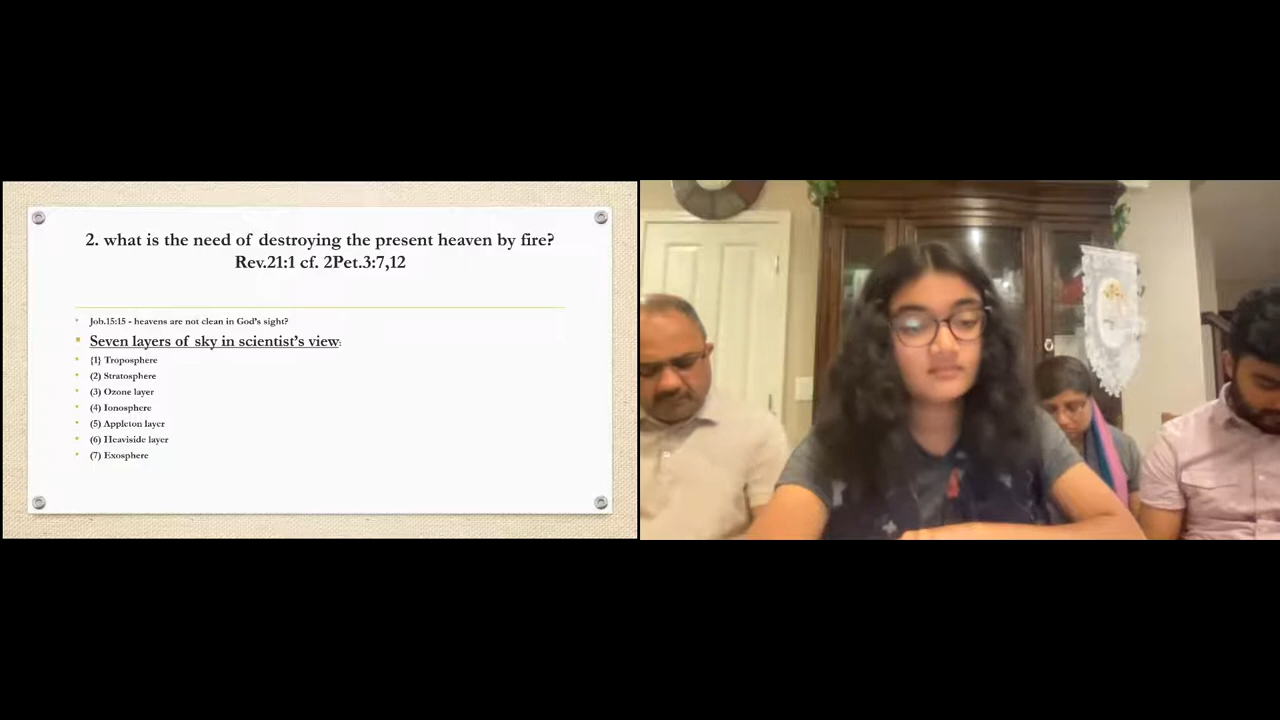 2. what is the need of destroying the present heaven by fire?
Rev.21:1 cf. 2Pet.3:7,12
Job.15:15 - heavens are not clean in God's sight?
Seven layers of sky in scientist's view:
(1) Troposphere
(2) Stratosphere
(3) Ozone layer
(4) Ionosphere
(5) Appleton layer
(6) Heaviside layer
(7) Exosphere